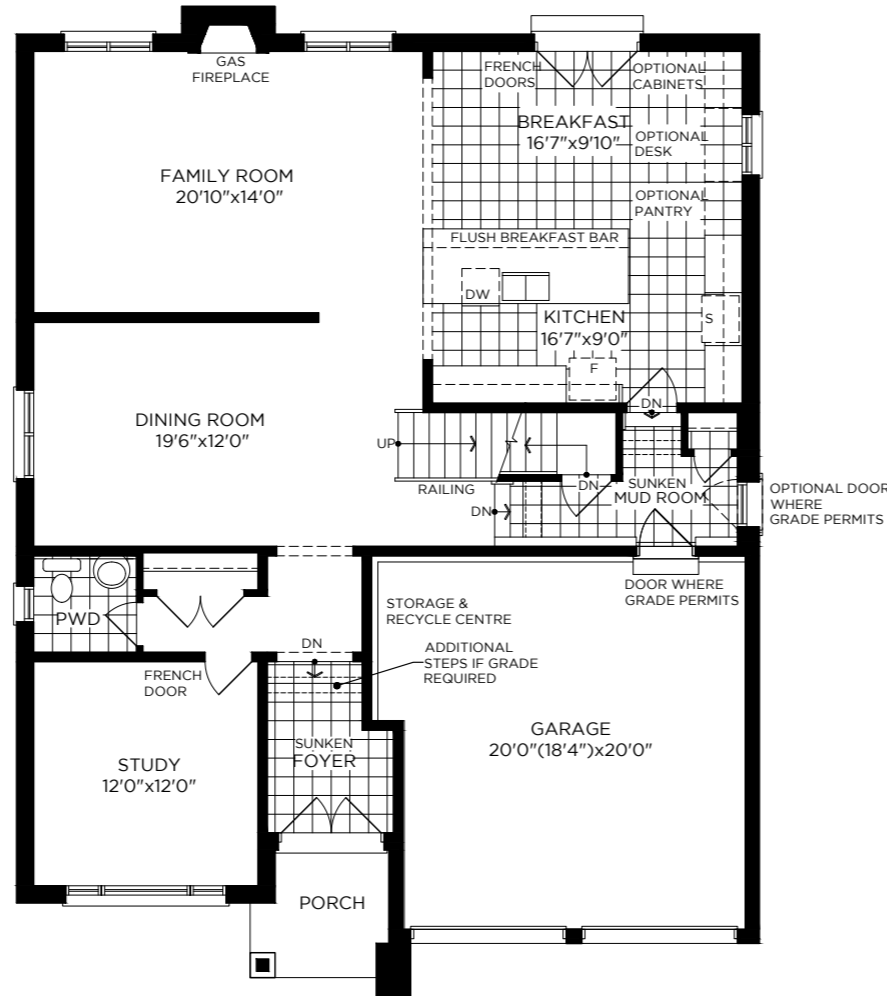 GAS
FIREPLACE
FRENCH
DOORS
OPTIONAL
CABINETS
BREAKFAST
16'7"x9'10"
OPTIONAL
DESK
FAMILY ROOM
20'10"x14'0"
OPTIONAL
PANTRY
FLUSH BREAKFAST BAR
DW
KITCHEN
16'7"x9'0"
S
F
DN
DINING ROOM
19'6"x12'0"
UP
RAILING
DN
DN
SUNKEN
MUD ROOM
OPTIONAL DOOR
WHERE
GRADE PERMITS
DOOR WHERE
GRADE PERMITS
PWD
STORAGE &
RECYCLE CENTRE
DN
ADDITIONAL
STEPS IF GRADE
REQUIRED
FRENCH
DOOR
SUNKEN
FOYER
GARAGE
20'0"(18'4")x20'0"
STUDY
12'0"x12'0"
PORCH